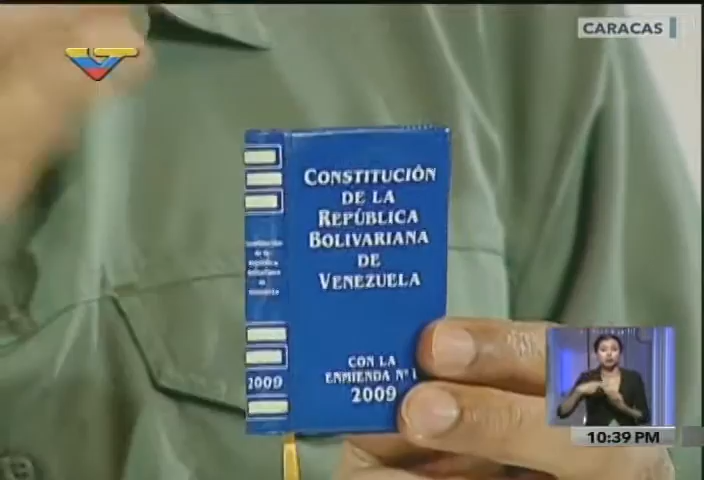 CARACAS
CONSTITUCIÓN
DE LA
REPÚBLICA
BOLIVARIANA
DE
VENEZUELA
CON LA
ENMIENDA Nº 1
2009
2009
10:39 PM